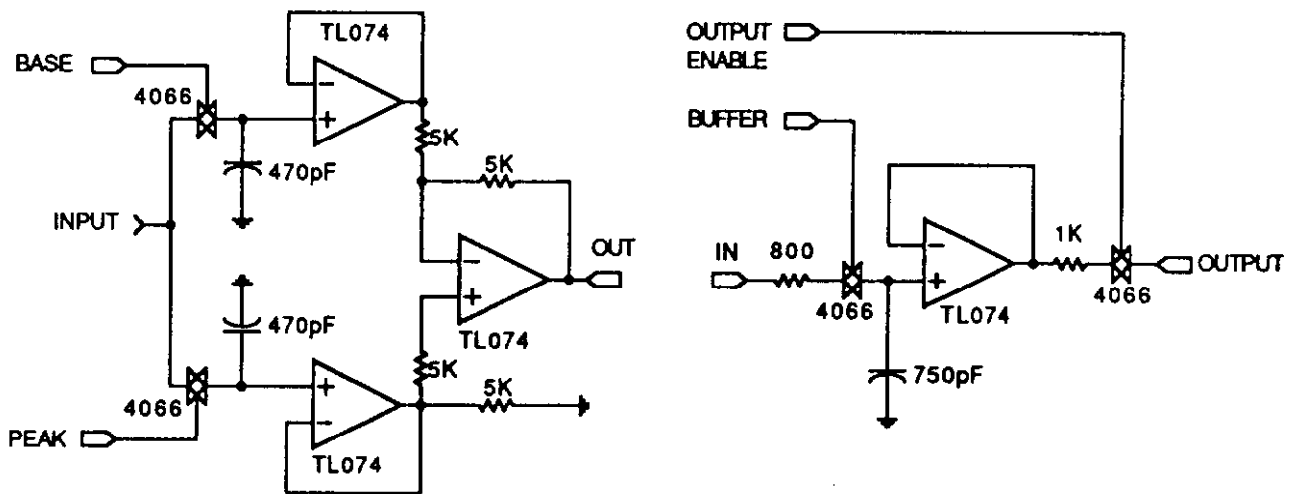 TL074
BASE
4066
5K
470pF
5K
INPUT
OUT
470pF
TL074
5K
5K
4066
PEAK
TL074
OUTPUT
ENABLE
BUFFER
IN
800
1K
OUTPUT
4066
4066
TL074
750pF